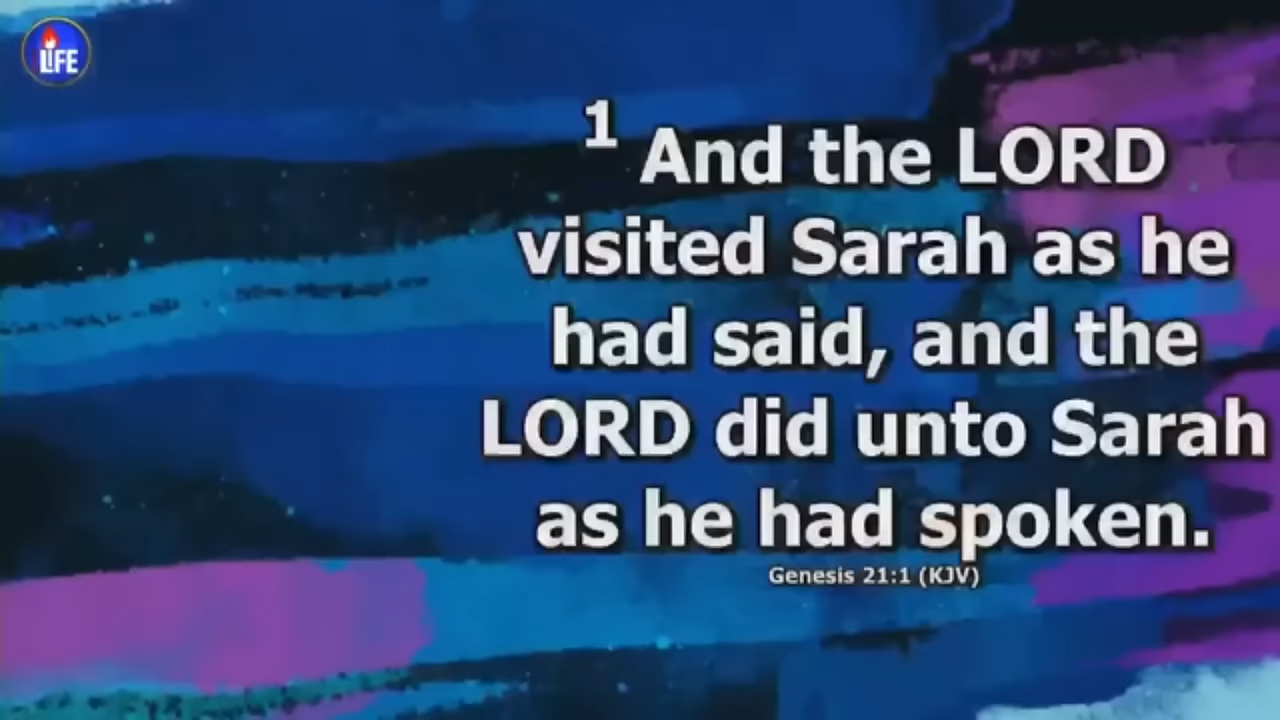 LIFE
1 And the LORD
visited Sarah as he
had said, and the
LORD did unto Sarah
as he had spoken.
Genesis 21:1 (KJV)